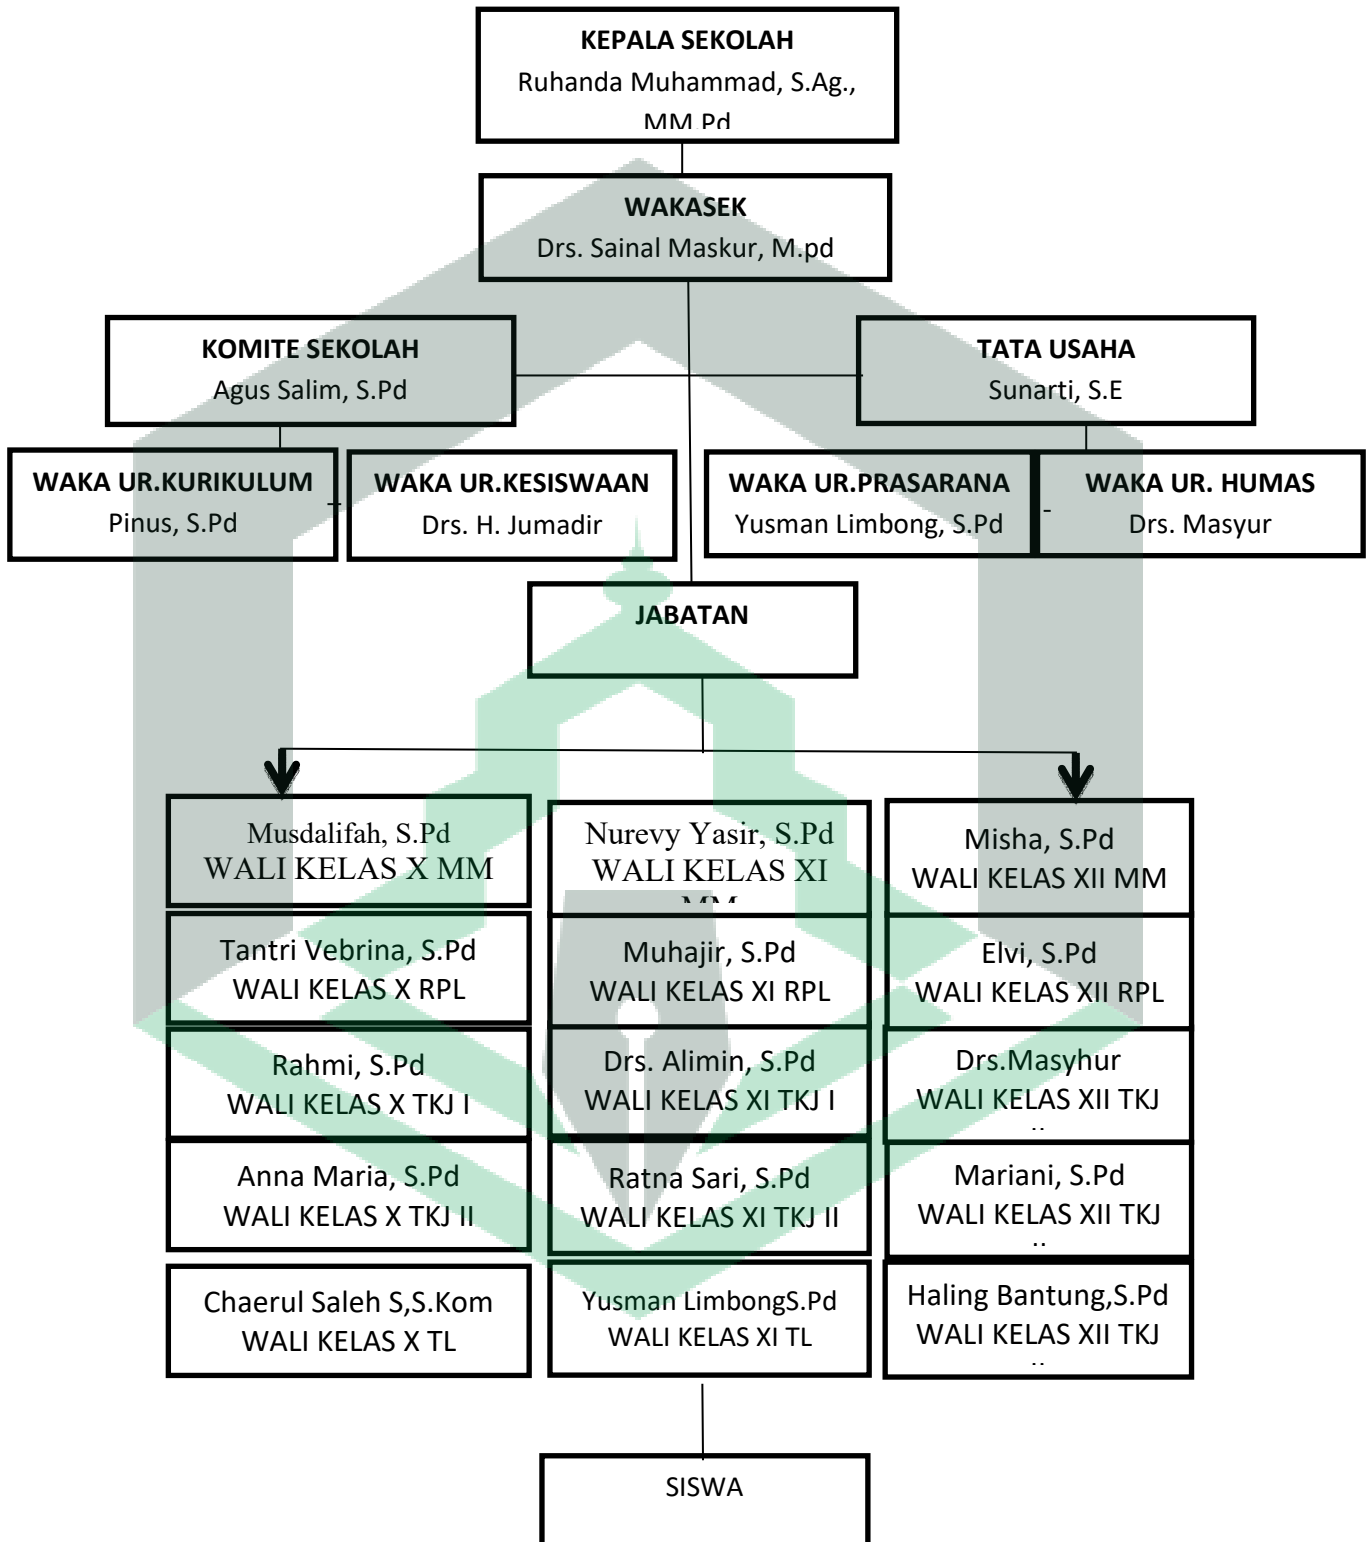 KEPALA SEKOLAH
Ruhanda Muhammad, S.Ag.,
MM.Pd
WAKASEK
Drs. Sainal Maskur, M.pd
KOMITE SEKOLAH
Agus Salim, S.Pd
TATA USAHA
Sunarti, S.E
WAKA UR.KURIKULUM
Pinus, S.Pd
WAKA UR.KESISWAAN
Drs. H. Jumadir
WAKA UR.PRASARANA
Yusman Limbong, S.Pd
WAKA UR. HUMAS
Drs. Masyur
JABATAN
Musdalifah, S.Pd
WALI KELAS X MM
Nurevy Yasir, S.Pd
WALI KELAS XI
MM
Misha, S.Pd
WALI KELAS XII MM
Tantri Vebrina, S.Pd
WALI KELAS X RPL
Muhajir, S.Pd
WALI KELAS XI RPL
Elvi, S.Pd
WALI KELAS XII RPL
Rahmi, S.Pd
WALI KELAS X TKJ I
Drs. Alimin, S.Pd
WALI KELAS XI TKJ I
Drs.Masyhur
WALI KELAS XII TKJ
Anna Maria, S.Pd
WALI KELAS X TKJ II
Ratna Sari, S.Pd
WALI KELAS XI TKJ II
Mariani, S.Pd
WALI KELAS XII TKJ
Chaerul Saleh S,S.Kom
WALI KELAS X TL
Yusman LimbongS.Pd
WALI KELAS XI TL
Haling Bantung,S.Pd
WALI KELAS XII TKJ
SISWA